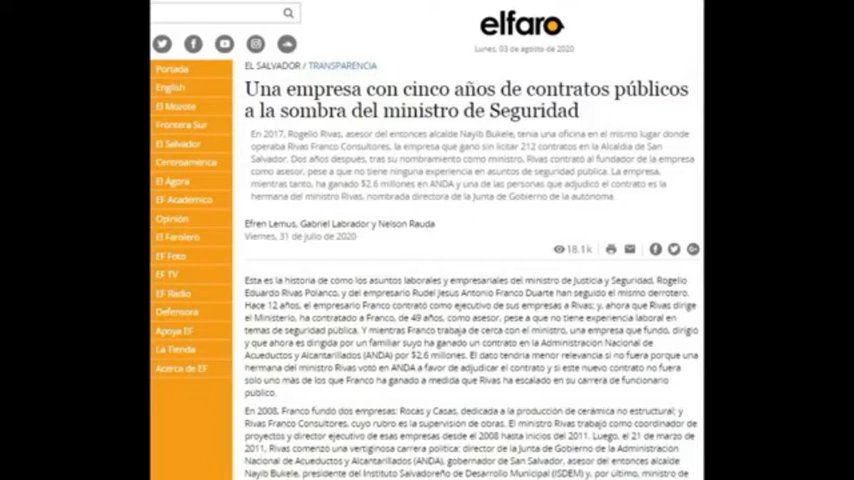 elfaro
Lunes, 03 de agosto de 2020
Portada
English
El Mozote
Frontera Sur
El Salvador
Centroamérica
El Ágora
EF Académico
Opinión
El Farolero
EF Foto
EF TV
EF Radio
Defensora
Apoya EF
La Tienda
Acerca de EF
EL SALVADOR / TRANSPARENCIA
Una empresa con cinco años de contratos públicos
a la sombra del ministro de Seguridad
En 2017, Rogelio Rivas, asesor del entonces alcalde Nayib Bukele, tenía una oficina en el mismo lugar donde
operaba Rivas Franco Consultores, la empresa que ganó sin licitar 212 contratos en la Alcaldía de San
Salvador. Dos años después, tras su nombramiento como ministro, Rivas contrató al fundador de la empresa
como asesor, pese a que no tiene ninguna experiencia en asuntos de seguridad pública. La empresa,
mientras tanto, ha ganado $2.6 millones en ANDA y una de las personas que adjudicó el contrato es la
hermana del ministro Rivas, nombrada directora de la Junta de Gobierno de la autónoma.
Efren Lemus, Gabriel Labrador y Nelson Rauda
Viernes, 31 de julio de 2020
18.1k
Esta es la historia de cómo los asuntos laborales y empresariales del ministro de Justicia y Seguridad, Rogelio
Eduardo Rivas Polanco, y del empresario Rudel Jesús Antonio Franco Duarte han seguido el mismo derrotero.
Hace 12 años, el empresario Franco contrató como ejecutivo de sus empresas a Rivas; y, ahora que Rivas dirige
el Ministerio, ha contratado a Franco, de 49 años, como asesor, pese a que no tiene experiencia laboral en
temas de seguridad pública. Y mientras Franco trabaja de cerca con el ministro, una empresa que fundó, dirigió
y que ahora es dirigida por un familiar suyo ha ganado un contrato en la Administración Nacional de
Acueductos y Alcantarillados (ANDA) por $2.6 millones. El dato tendría menor relevancia si no fuera porque una
hermana del ministro Rivas votó en ANDA a favor de adjudicar el contrato y si este nuevo contrato no fuera
solo uno más de los que Franco ha ganado a medida que Rivas ha escalado en su carrera de funcionario
público.
En 2008, Franco fundó dos empresas: Rocas y Casas, dedicada a la producción de cerámica no estructural; y
Rivas Franco Consultores, cuyo rubro es la supervisión de obras. El ministro Rivas trabajó como coordinador de
proyectos y director ejecutivo de esas empresas desde el 2008 hasta inicios del 2011. Luego, el 21 de marzo de
2011, Rivas comenzó una vertiginosa carrera política: director de la Junta de Gobierno de la Administración
Nacional de Acueductos y Alcantarillados (ANDA), gobernador de San Salvador, asesor del entonces alcalde
Nayib Bukele, presidente del Instituto Salvadoreño de Desarrollo Municipal (ISDEM) y, por último, ministro de